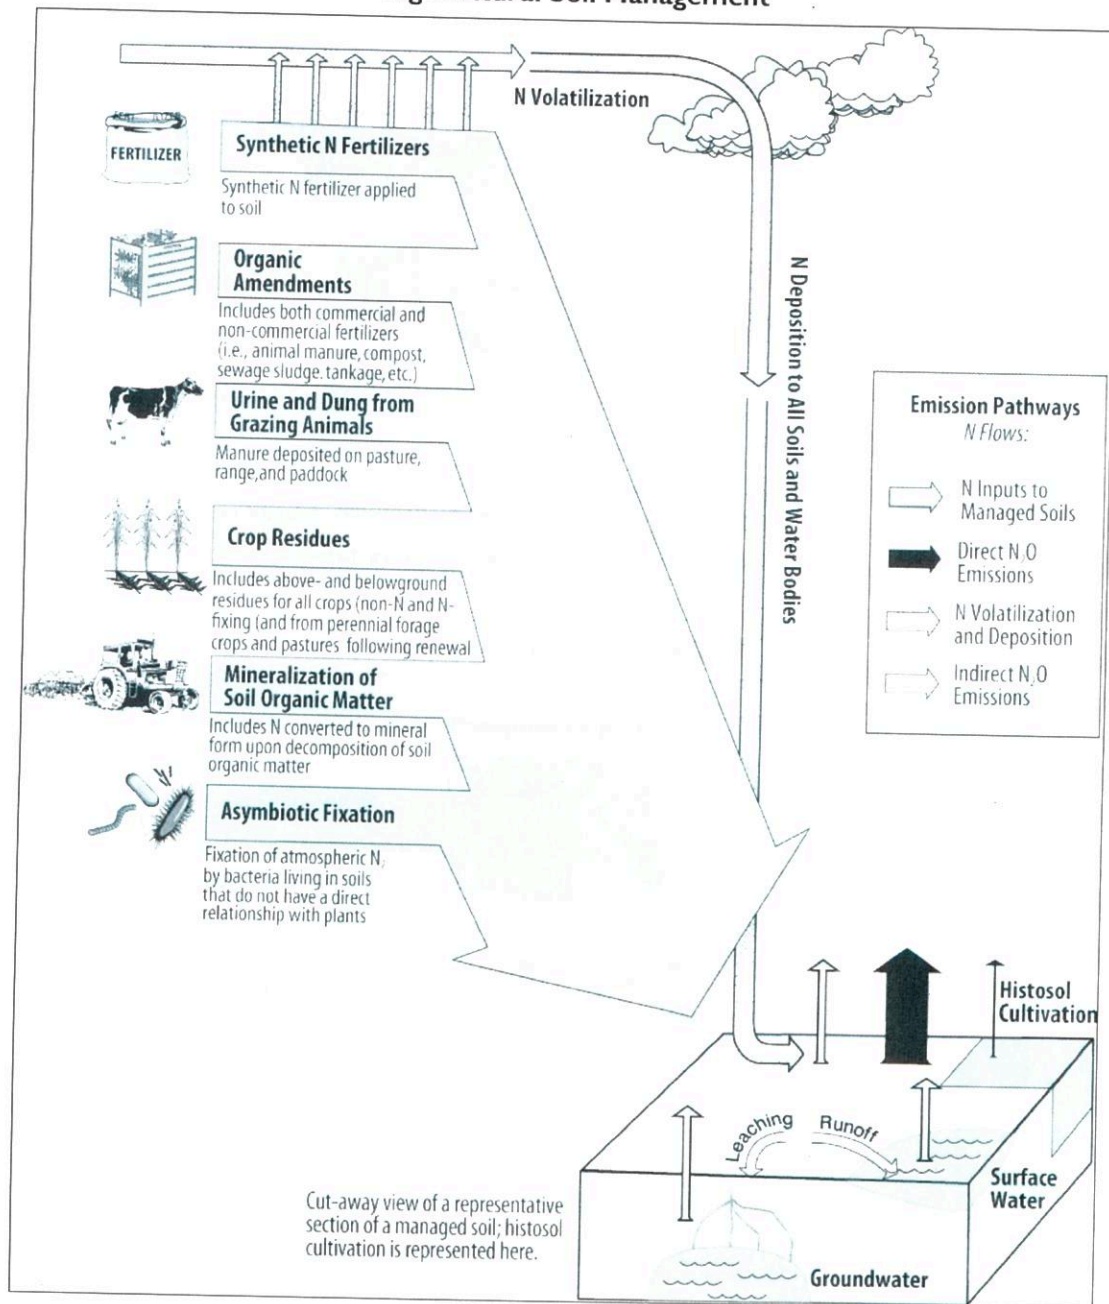 Management
N Volatilization
FERTILIZER
Synthetic N Fertilizers
Synthetic N fertilizer applied
to soil
Organic
Amendments
Includes both commercial and
non-commercial fertilizers
(i.e., animal manure, compost,
sewage sludge. tankage, etc.)
Urine and Dung from
Grazing Animals
Manure deposited on pasture,
range, and paddock
Crop Residues
Includes above- and belowground
residues for all crops (non-N and N-
fixing (and from perennial forage
crops and pastures following renewal
Mineralization of
Soil Organic Matter
Includes N converted to mineral
form upon decomposition of soil
organic matter
Asymbiotic Fixation
Fixation of atmospheric N₂
by bacteria living in soils
that do not have a direct
relationship with plants
N Deposition to All Soils and Water Bodies
Emission Pathways
N Flows:
N Inputs to
Managed Soils
Direct N₂O
Emissions
N Volatilization
and Deposition
Indirect N₂O
Emissions
Histosol
Cultivation
Leaching
Runoff
Surface
Water
Groundwater
Cut-away view of a representative
section of a managed soil; histosol
cultivation is represented here.